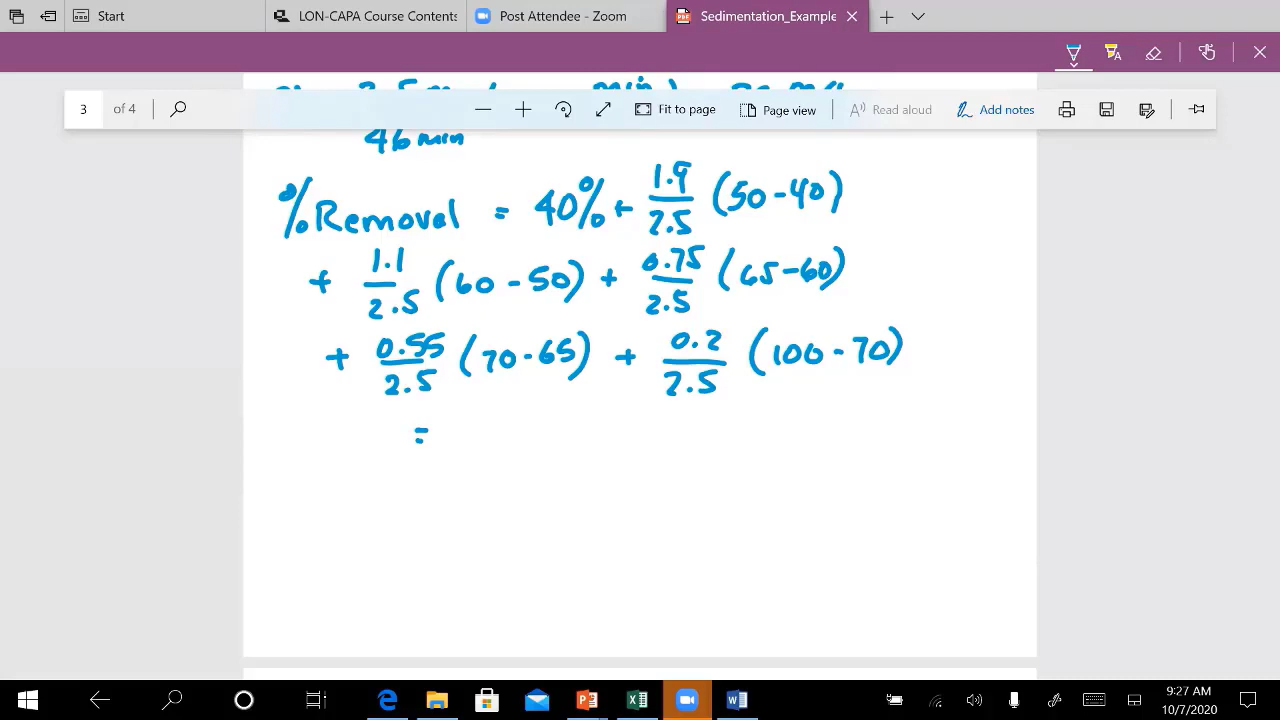 Start LON-CAPA Course Contents Post Attendee - Zoom Sedimentation_Example
3 of 4 Fit to page Page view Read aloud Add notes
46 min
% Removal = 40% + 1.9/2.5 (50 - 40)
+ 1.1/2.5 (60 - 50) + 0.75/2.5 (65 - 60)
+ 0.55/2.5 (70 - 65) + 0.2/2.5 (100 - 70)
=
9:27 AM
10/7/2020